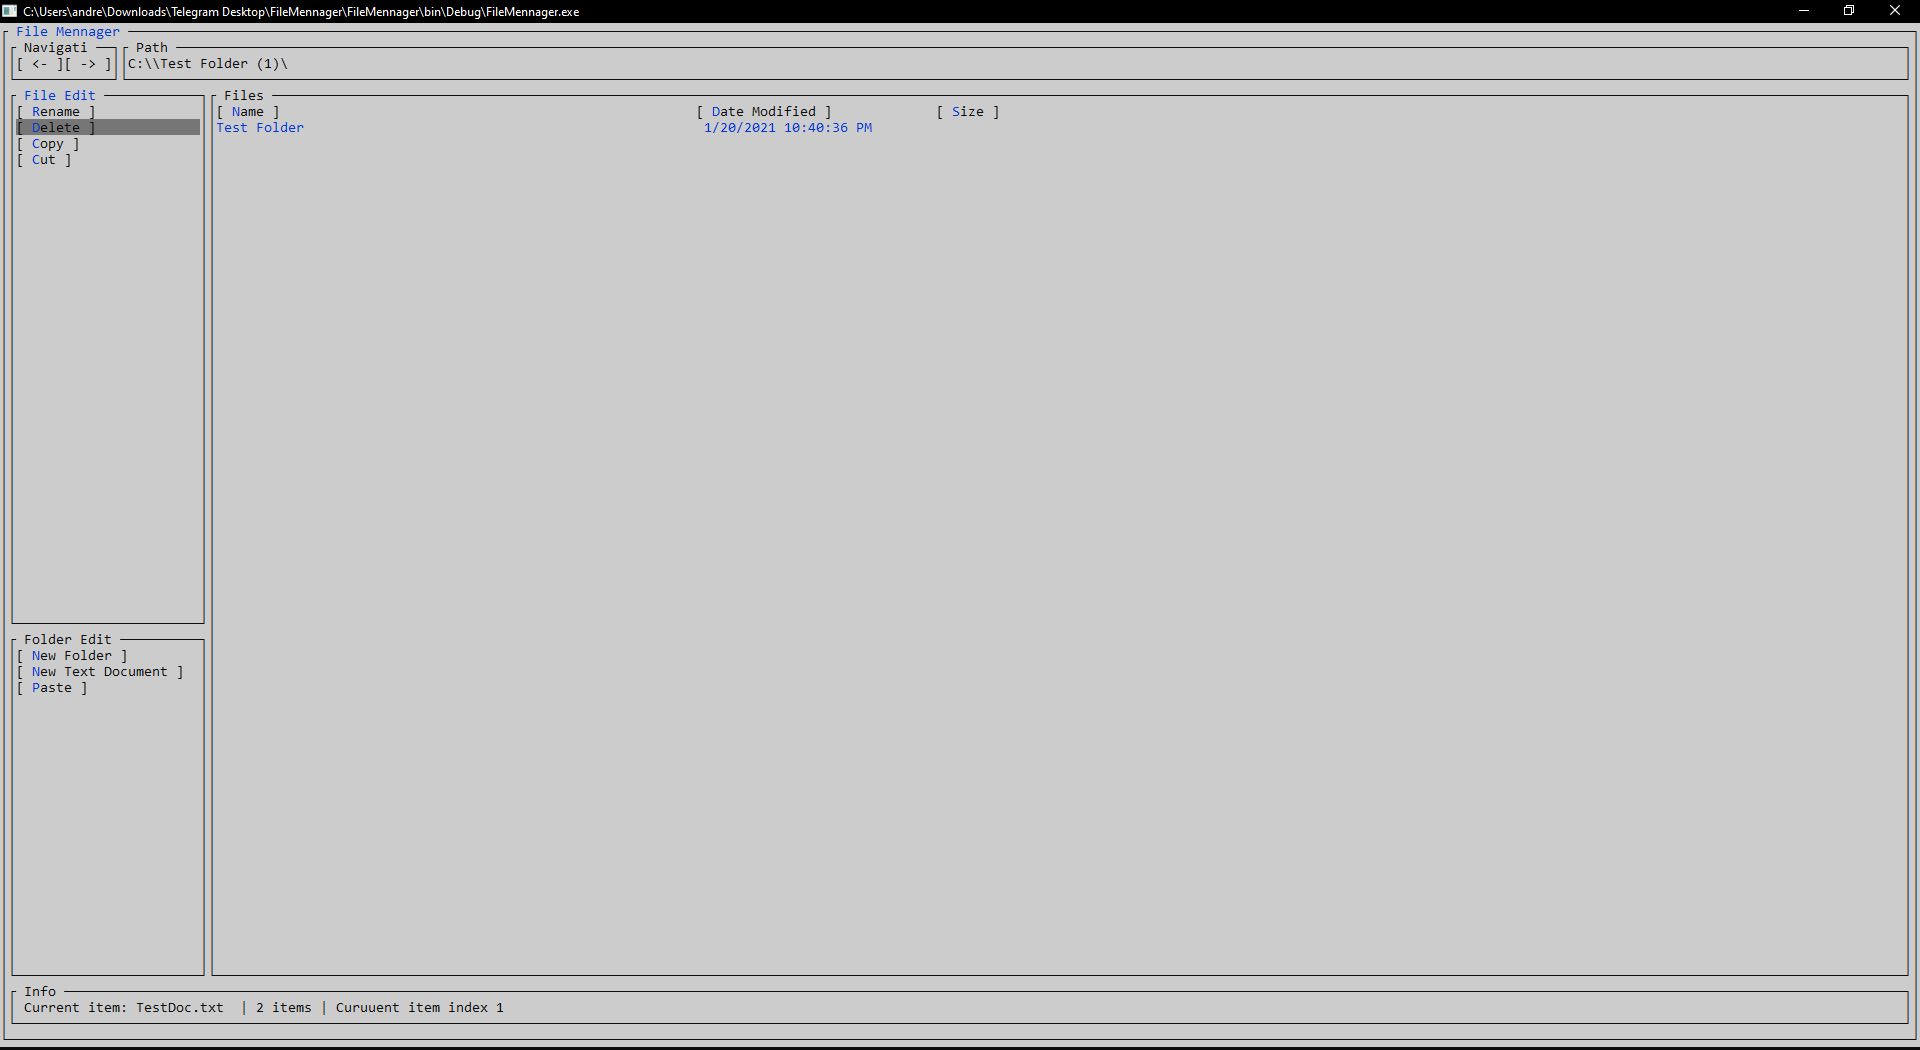 C:\Users\andre\Downloads\Telegram Desktop\FileMennager\FileMennager\bin\Debug\FileMennager.exe
File Mennager
Navigati
Path
[ <- ][ -> ]
C:\\Test Folder (1)\
File Edit
[ Rename ]
[ Delete ]
[ Copy ]
[ Cut ]
Files
[ Name ] [ Date Modified ] [ Size ]
Test Folder 1/20/2021 10:40:36 PM
Folder Edit
[ New Folder ]
[ New Text Document ]
[ Paste ]
Info
Current item: TestDoc.txt | 2 items | Curuuent item index 1